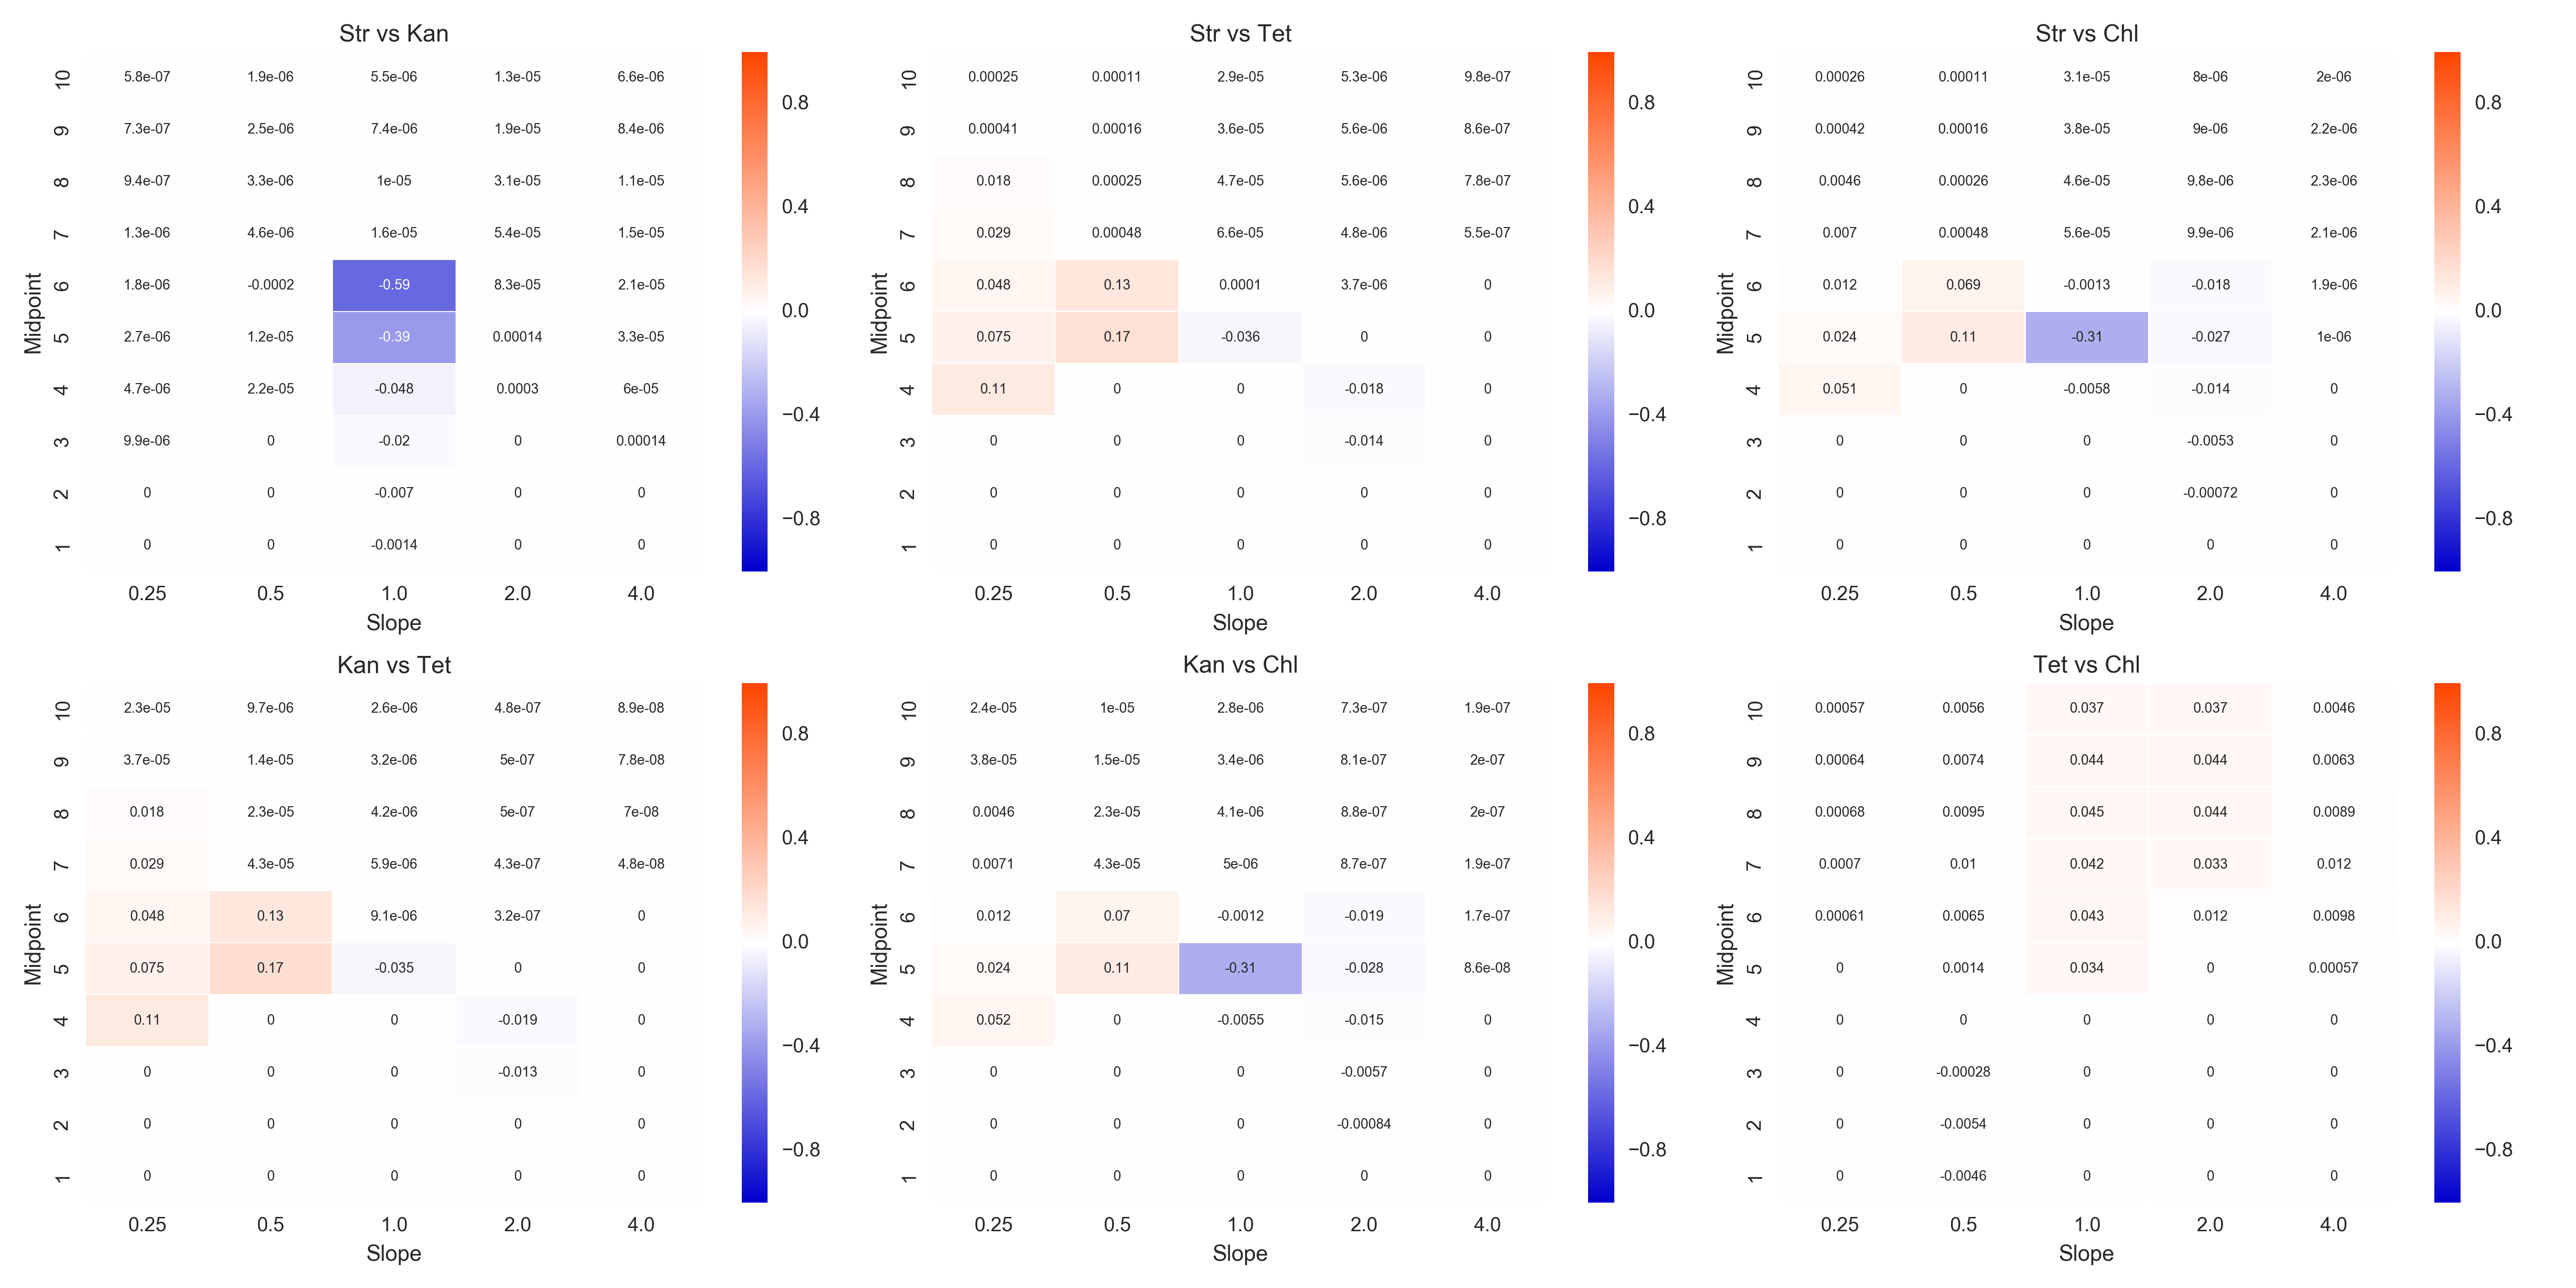 Str vs Kan
Midpoint
10 5.8e-07 1.9e-06 5.5e-06 1.3e-05 6.6e-06
9 7.3e-07 2.5e-06 7.4e-06 1.9e-05 8.4e-06
8 9.4e-07 3.3e-06 1e-05 3.1e-05 1.1e-05
7 1.3e-06 4.6e-06 1.6e-05 5.4e-05 1.5e-05
6 1.8e-06 -0.0002 -0.59 8.3e-05 2.1e-05
5 2.7e-06 1.2e-05 -0.39 0.00014 3.3e-05
4 4.7e-06 2.2e-05 -0.048 0.0003 6e-05
3 9.9e-06 0 -0.02 0 0.00014
2 0 0 -0.007 0 0
1 0 0 -0.0014 0 0
0.25 0.5 1.0 2.0 4.0
Slope
0.8
0.4
0.0
−0.4
−0.8
Str vs Tet
Midpoint
10 0.00025 0.00011 2.9e-05 5.3e-06 9.8e-07
9 0.00041 0.00016 3.6e-05 5.6e-06 8.6e-07
8 0.018 0.00025 4.7e-05 5.6e-06 7.8e-07
7 0.029 0.00048 6.6e-05 4.8e-06 5.5e-07
6 0.048 0.13 0.0001 3.7e-06 0
5 0.075 0.17 -0.036 0 0
4 0.11 0 0 -0.018 0
3 0 0 0 -0.014 0
2 0 0 0 0 0
1 0 0 0 0 0
0.25 0.5 1.0 2.0 4.0
Slope
0.8
0.4
0.0
−0.4
−0.8
Str vs Chl
Midpoint
10 0.00026 0.00011 3.1e-05 8e-06 2e-06
9 0.00042 0.00016 3.8e-05 9e-06 2.2e-06
8 0.0046 0.00026 4.6e-05 9.8e-06 2.3e-06
7 0.007 0.00048 5.6e-05 9.9e-06 2.1e-06
6 0.012 0.069 -0.0013 -0.018 1.9e-06
5 0.024 0.11 -0.31 -0.027 1e-06
4 0.051 0 -0.0058 -0.014 0
3 0 0 0 -0.0053 0
2 0 0 0 -0.00072 0
1 0 0 0 0 0
0.25 0.5 1.0 2.0 4.0
Slope
0.8
0.4
0.0
−0.4
−0.8
Kan vs Tet
Midpoint
10 2.3e-05 9.7e-06 2.6e-06 4.8e-07 8.9e-08
9 3.7e-05 1.4e-05 3.2e-06 5e-07 7.8e-08
8 0.018 2.3e-05 4.2e-06 5e-07 7e-08
7 0.029 4.3e-05 5.9e-06 4.3e-07 4.8e-08
6 0.048 0.13 9.1e-06 3.2e-07 0
5 0.075 0.17 -0.035 0 0
4 0.11 0 0 -0.019 0
3 0 0 0 -0.013 0
2 0 0 0 0 0
1 0 0 0 0 0
0.25 0.5 1.0 2.0 4.0
Slope
0.8
0.4
0.0
−0.4
−0.8
Kan vs Chl
Midpoint
10 2.4e-05 1e-05 2.8e-06 7.3e-07 1.9e-07
9 3.8e-05 1.5e-05 3.4e-06 8.1e-07 2e-07
8 0.0046 2.3e-05 4.1e-06 8.8e-07 2e-07
7 0.0071 4.3e-05 5e-06 8.7e-07 1.9e-07
6 0.012 0.07 -0.0012 -0.019 1.7e-07
5 0.024 0.11 -0.31 -0.028 8.6e-08
4 0.052 0 -0.0055 -0.015 0
3 0 0 0 -0.0057 0
2 0 0 0 -0.00084 0
1 0 0 0 0 0
0.25 0.5 1.0 2.0 4.0
Slope
0.8
0.4
0.0
−0.4
−0.8
Tet vs Chl
Midpoint
10 0.00057 0.0056 0.037 0.037 0.0046
9 0.00064 0.0074 0.044 0.044 0.0063
8 0.00068 0.0095 0.045 0.044 0.0089
7 0.0007 0.01 0.042 0.033 0.012
6 0.00061 0.0065 0.043 0.012 0.0098
5 0 0.0014 0.034 0 0.00057
4 0 0 0 0 0
3 0 -0.00028 0 0 0
2 0 -0.0054 0 0 0
1 0 -0.0046 0 0 0
0.25 0.5 1.0 2.0 4.0
Slope
0.8
0.4
0.0
−0.4
−0.8